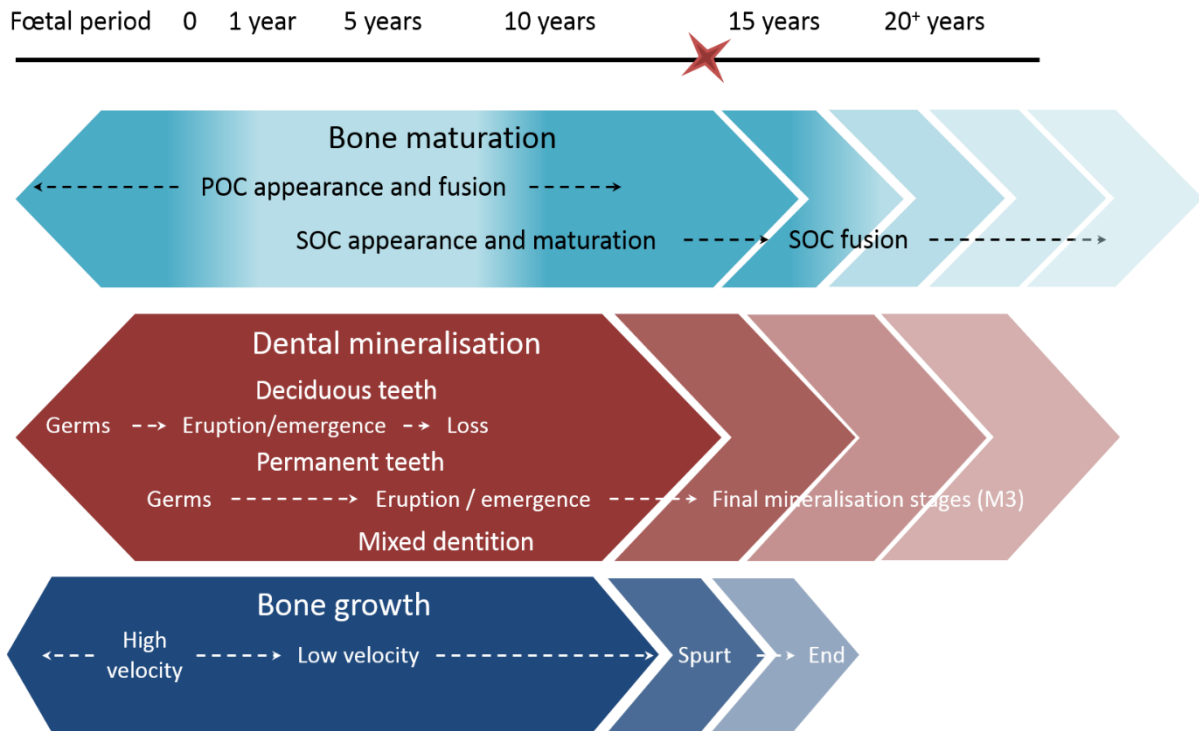 Fœtal period 0 1 year 5 years 10 years 15 years 20⁺ years
Bone maturation
POC appearance and fusion
SOC appearance and maturation SOC fusion
Dental mineralisation
Deciduous teeth
Germs Eruption/emergence Loss
Permanent teeth
Germs Eruption / emergence Final mineralisation stages (M3)
Mixed dentition
Bone growth
High velocity Low velocity Spurt End